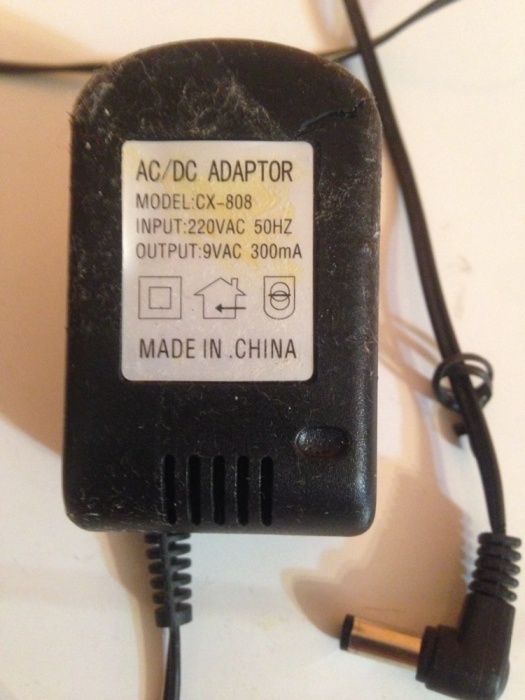 AC/DC ADAPTOR
MODEL:CX-808
INPUT:220VAC 50HZ
OUTPUT:9VAC 300mA
MADE IN .CHINA